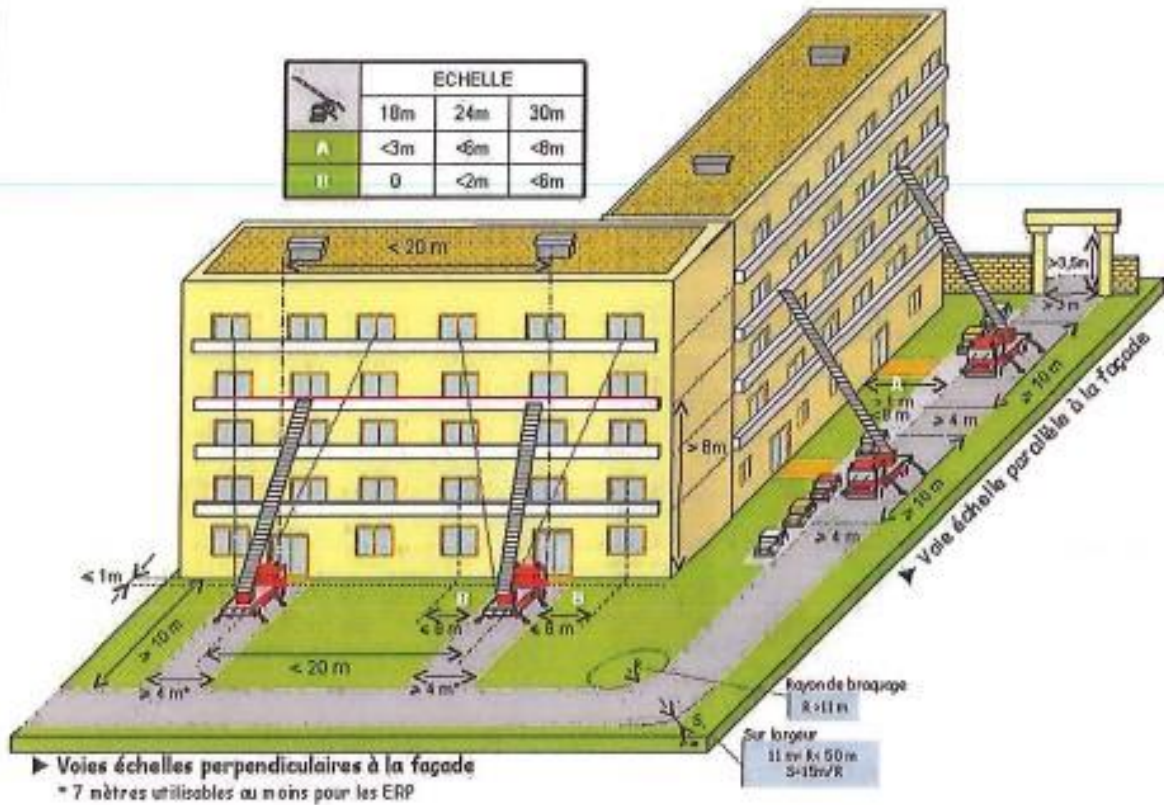 ECHELLE
18m 24m 30m
A <3m <6m <8m
B 0 <2m <6m
< 20 m
>3,5m
> 3 m
> 10 m
A
> 1 m
8 m
> 4 m
> 8m
> 10 m
> 4 m
▶ Voie échelle parallèle à la façade
≤ 1m
> 10 m
B
B
≤ 8 m
≤ 8 m
< 20 m
> 4 m*
> 4 m*
R
S
Rayon de braquage
R >11 m
Sur largeur
11 m< R< 50 m
S=15m/R
▶ Voies échelles perpendiculaires à la façade
* 7 mètres utilisables au moins pour les ERP